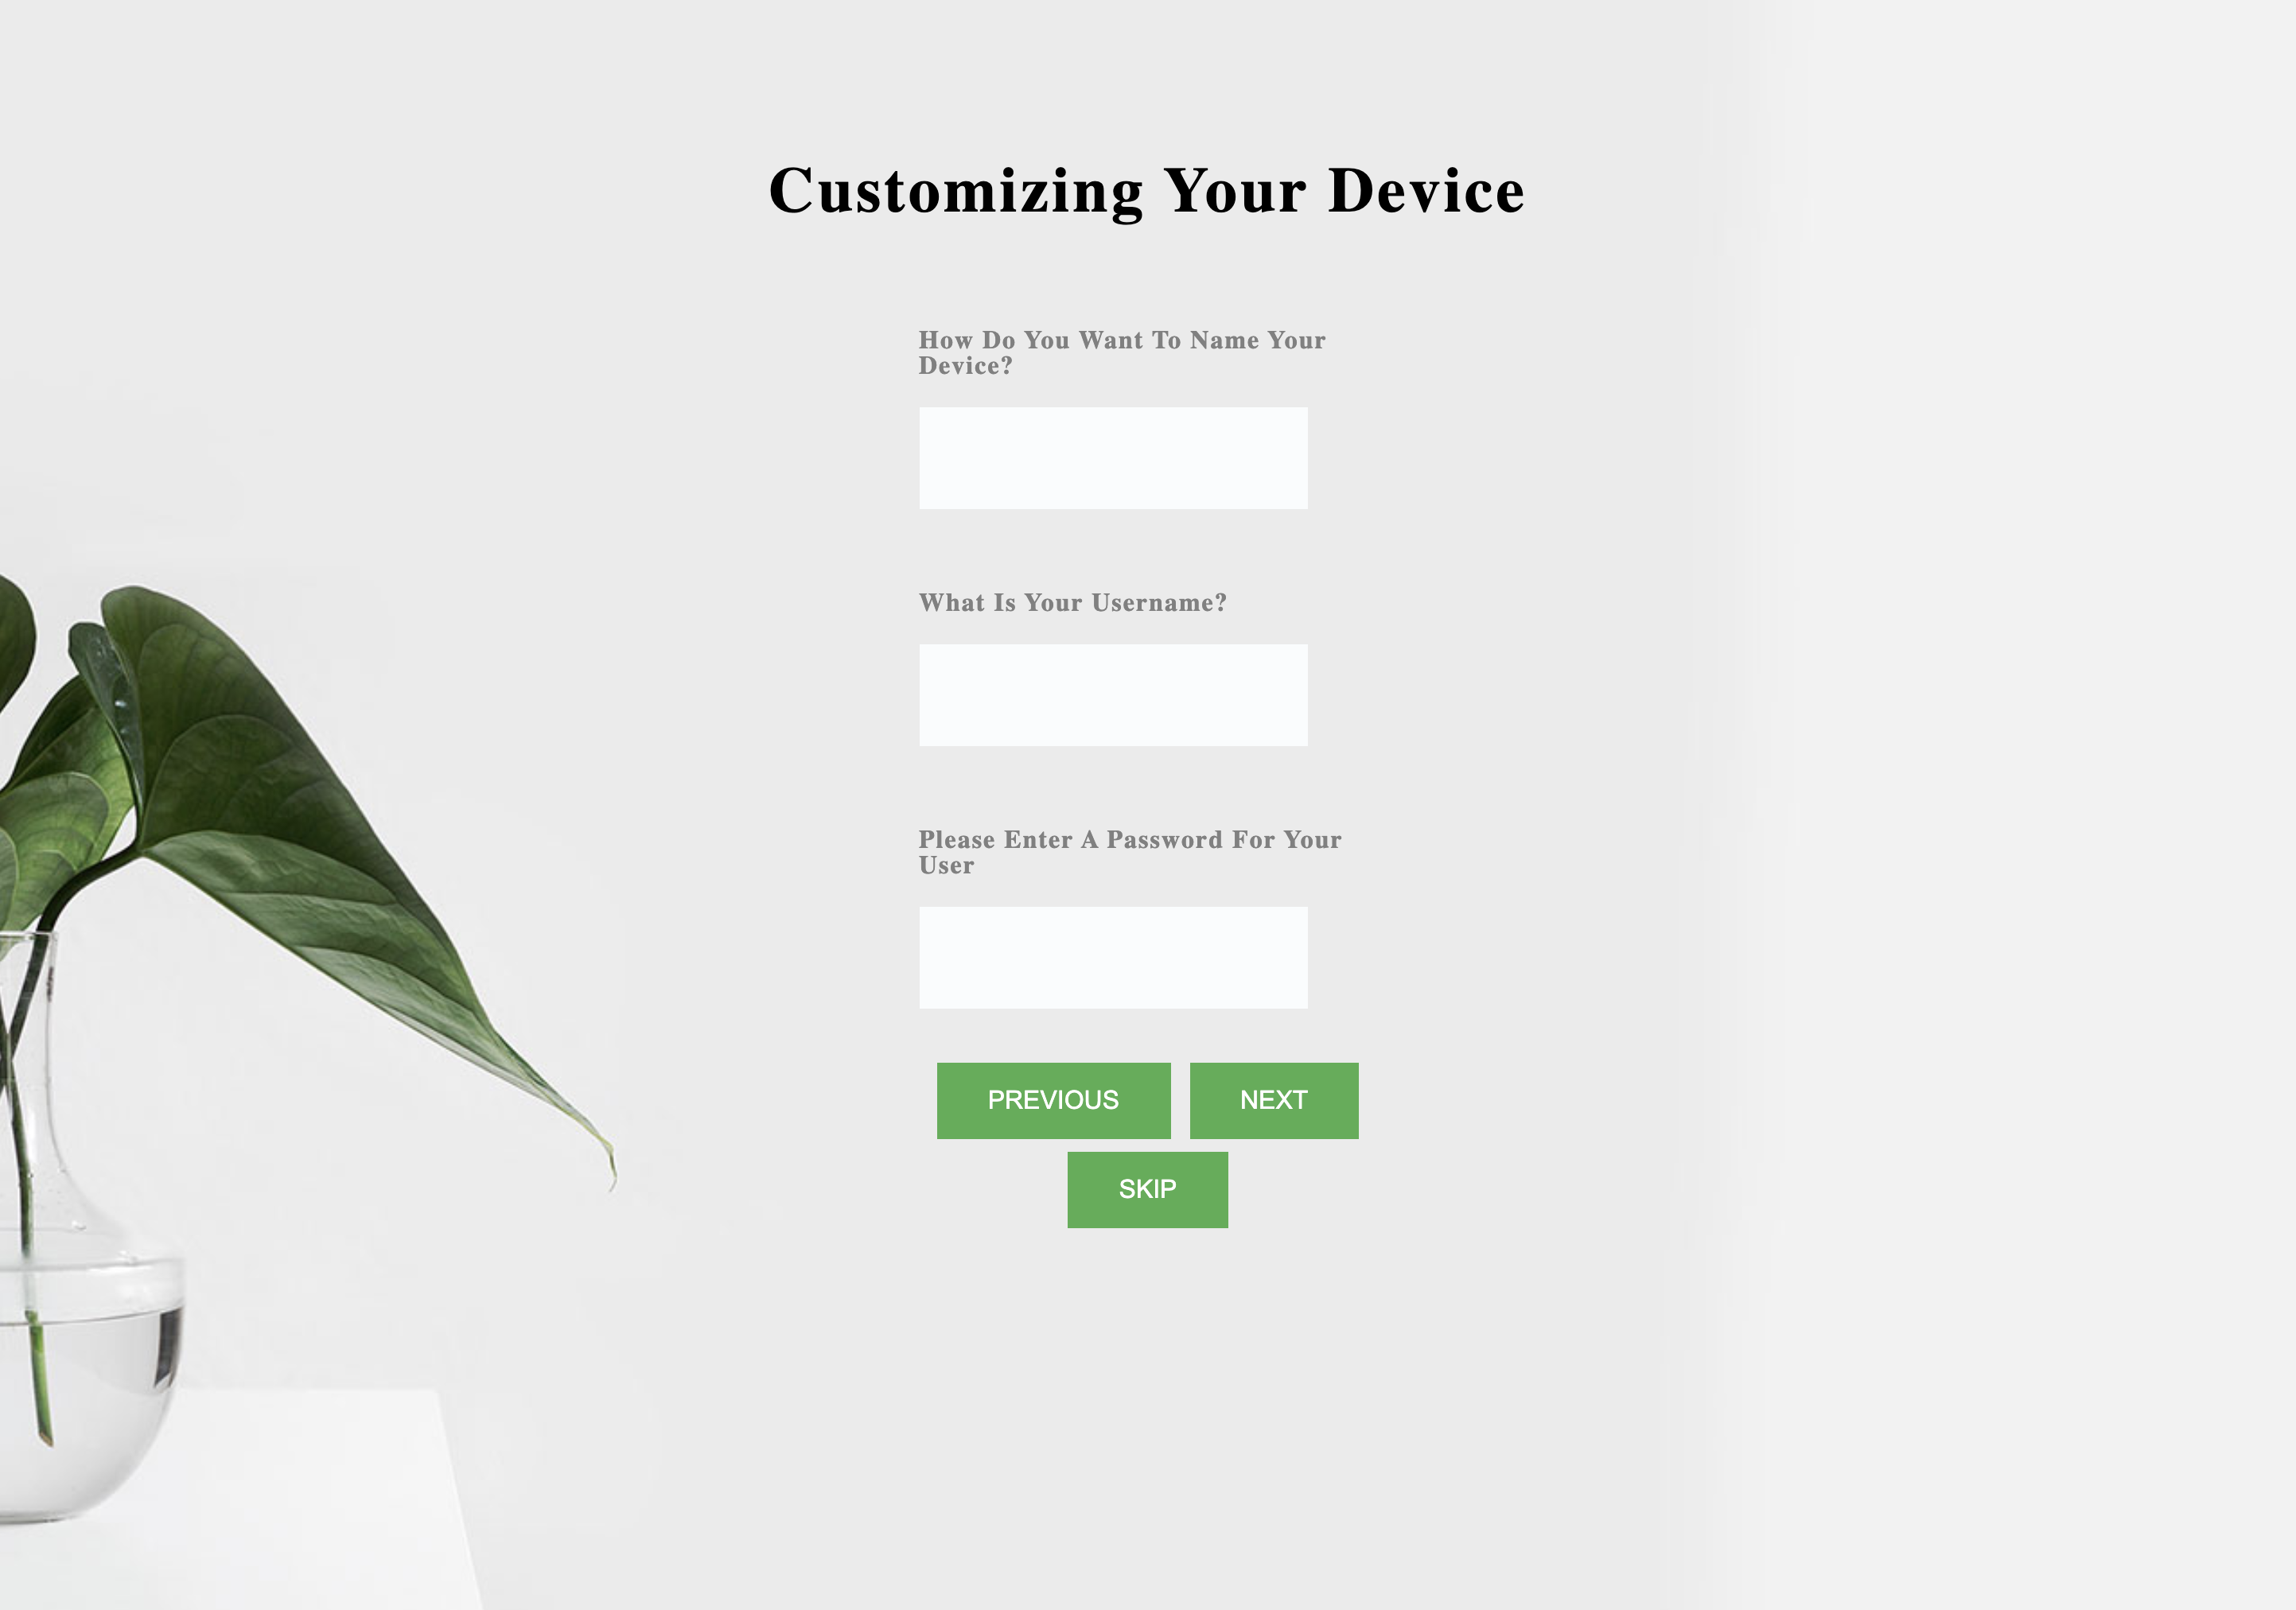 Customizing Your Device
How Do You Want To Name Your
Device?
What Is Your Username?
Please Enter A Password For Your
User
PREVIOUS NEXT
SKIP